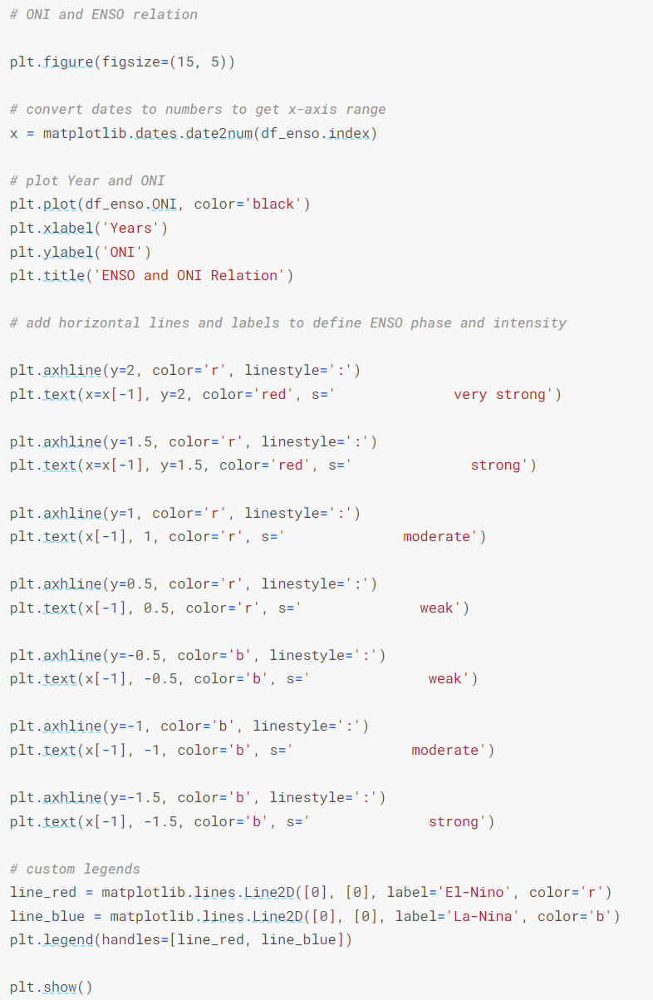 # ONI and ENSO relation
plt.figure(figsize=(15, 5))
# convert dates to numbers to get x-axis range
x = matplotlib.dates.date2num(df_enso.index)
# plot Year and ONI
plt.plot(df_enso.ONI, color='black')
plt.xlabel('Years')
plt.ylabel('ONI')
plt.title('ENSO and ONI Relation')
# add horizontal lines and labels to define ENSO phase and intensity
plt.axhline(y=2, color='r', linestyle=':')
plt.text(x=x[-1], y=2, color='red', s='              very strong')
plt.axhline(y=1.5, color='r', linestyle=':')
plt.text(x=x[-1], y=1.5, color='red', s='              strong')
plt.axhline(y=1, color='r', linestyle=':')
plt.text(x[-1], 1, color='r', s='              moderate')
plt.axhline(y=0.5, color='r', linestyle=':')
plt.text(x[-1], 0.5, color='r', s='              weak')
plt.axhline(y=-0.5, color='b', linestyle=':')
plt.text(x[-1], -0.5, color='b', s='              weak')
plt.axhline(y=-1, color='b', linestyle=':')
plt.text(x[-1], -1, color='b', s='              moderate')
plt.axhline(y=-1.5, color='b', linestyle=':')
plt.text(x[-1], -1.5, color='b', s='              strong')
# custom legends
line_red = matplotlib.lines.Line2D([0], [0], label='El-Nino', color='r')
line_blue = matplotlib.lines.Line2D([0], [0], label='La-Nina', color='b')
plt.legend(handles=[line_red, line_blue])
plt.show()